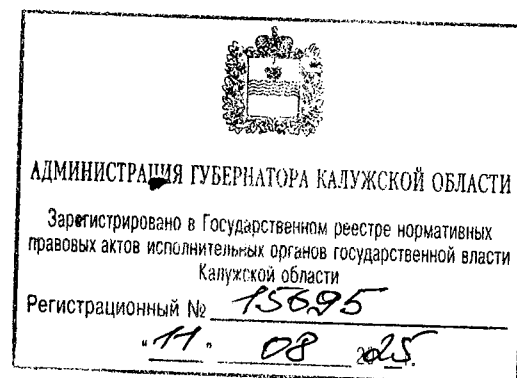 АДМИНИСТРАЦИЯ ГУБЕРНАТОРА КАЛУЖСКОЙ ОБЛАСТИ
Зарегистрировано в Государственном реестре нормативных
правовых актов исполнительных органов государственной власти
Калужской области
Регистрационный № 15695
"11" 08 2025.